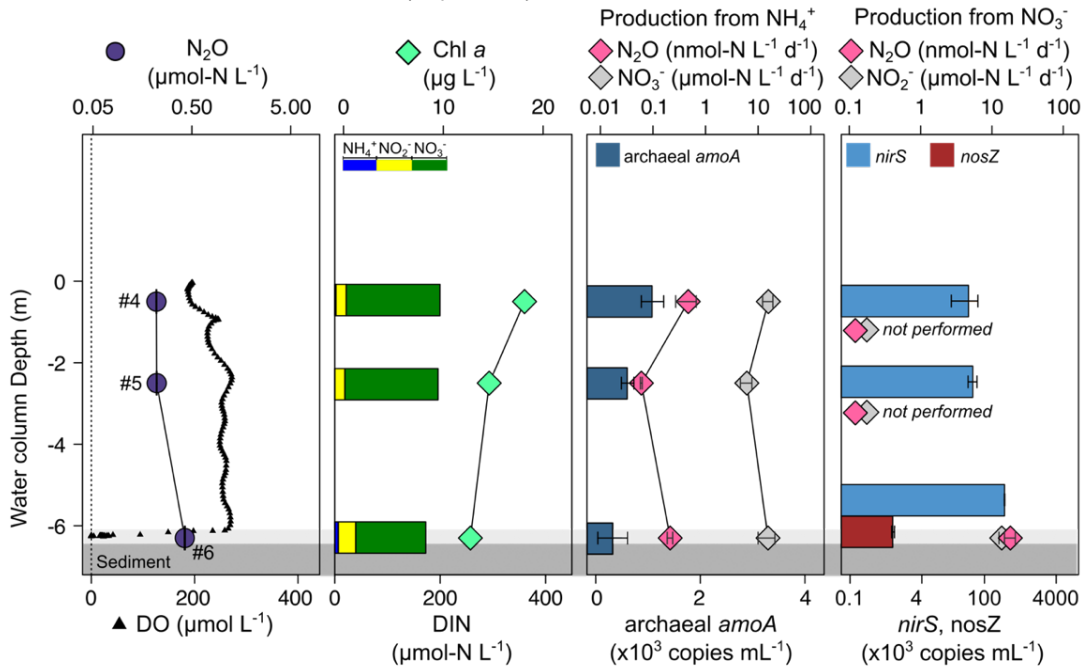 N₂O
(µmol-N L⁻¹)
0.05 0.50 5.00
Chl a
(µg L⁻¹)
0 10 20
Production from NH₄⁺
N₂O (nmol-N L⁻¹ d⁻¹)
NO₃⁻ (µmol-N L⁻¹ d⁻¹)
0.01 0.1 1 10 100
Production from NO₃⁻
N₂O (nmol-N L⁻¹ d⁻¹)
NO₂⁻ (µmol-N L⁻¹ d⁻¹)
0.1 1 10 100
NH₄⁺ NO₂⁻ NO₃⁻
archaeal amoA
nirS nosZ
Water column Depth (m)
0
-2
-4
-6
#4
#5
#6
Sediment
not performed
not performed
0 200 400
DO (µmol L⁻¹)
0 200 400
DIN
(µmol-N L⁻¹)
0 2 4
archaeal amoA
(x10³ copies mL⁻¹)
0.1 4 100 4000
nirS, nosZ
(x10³ copies mL⁻¹)